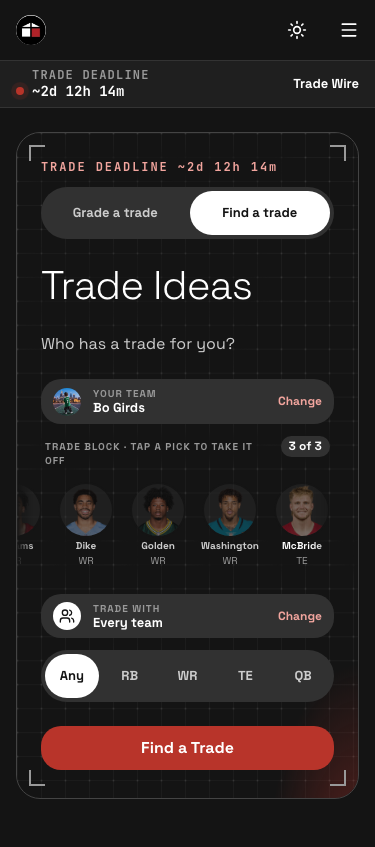 TRADE DEADLINE
~2d 12h 14m
Trade Wire
TRADE DEADLINE ~2d 12h 14m
Grade a trade
Find a trade
Trade Ideas
Who has a trade for you?
YOUR TEAM
Bo Girds
Change
TRADE BLOCK · TAP A PICK TO TAKE IT
OFF
3 of 3
ms
Dike
Golden
Washington
McBride
WR
WR
WR
TE
TRADE WITH
Every team
Change
Any
RB
WR
TE
QB
Find a Trade